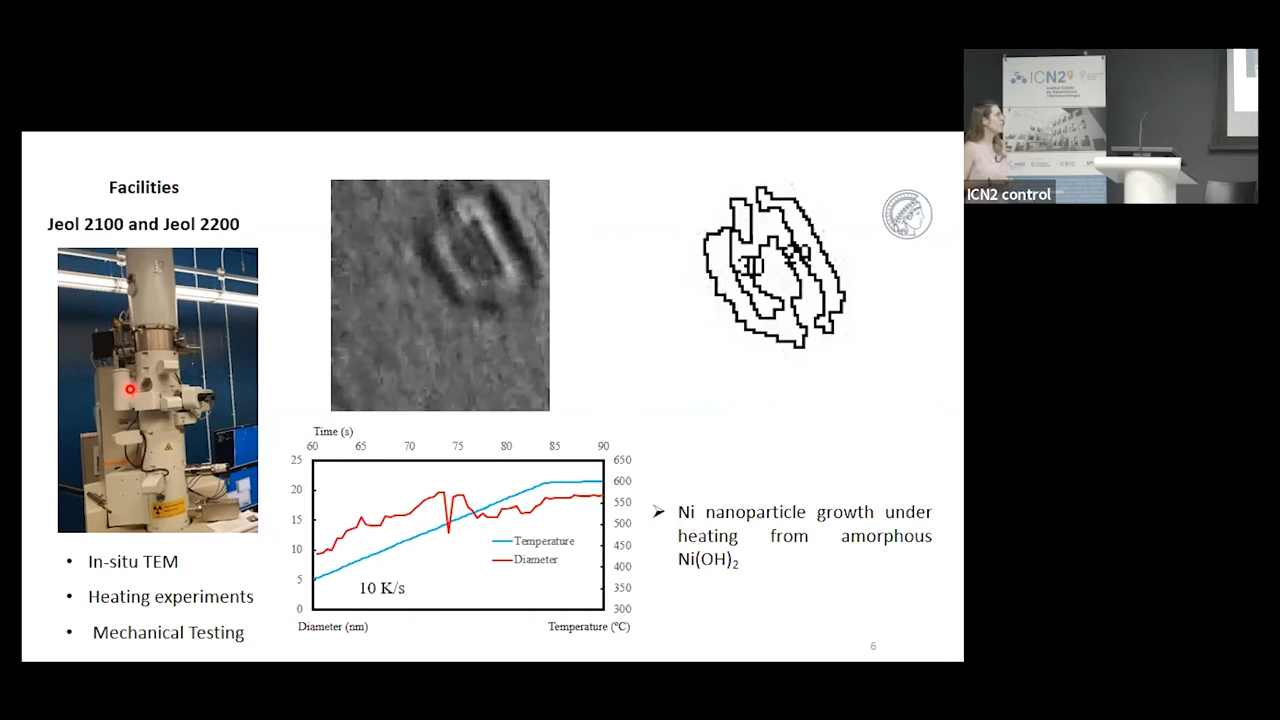 Facilities
Jeol 2100 and Jeol 2200
In-situ TEM
Heating experiments
Mechanical Testing
Time (s)
60 65 70 75 80 85 90
25
20
15
10
5
0
650
600
550
500
450
400
350
300
Temperature
Diameter
10 K/s
Diameter (nm)
Temperature (ºC)
Ni nanoparticle growth under
heating from amorphous
Ni(OH)₂
6
ICN2
ICN2 control